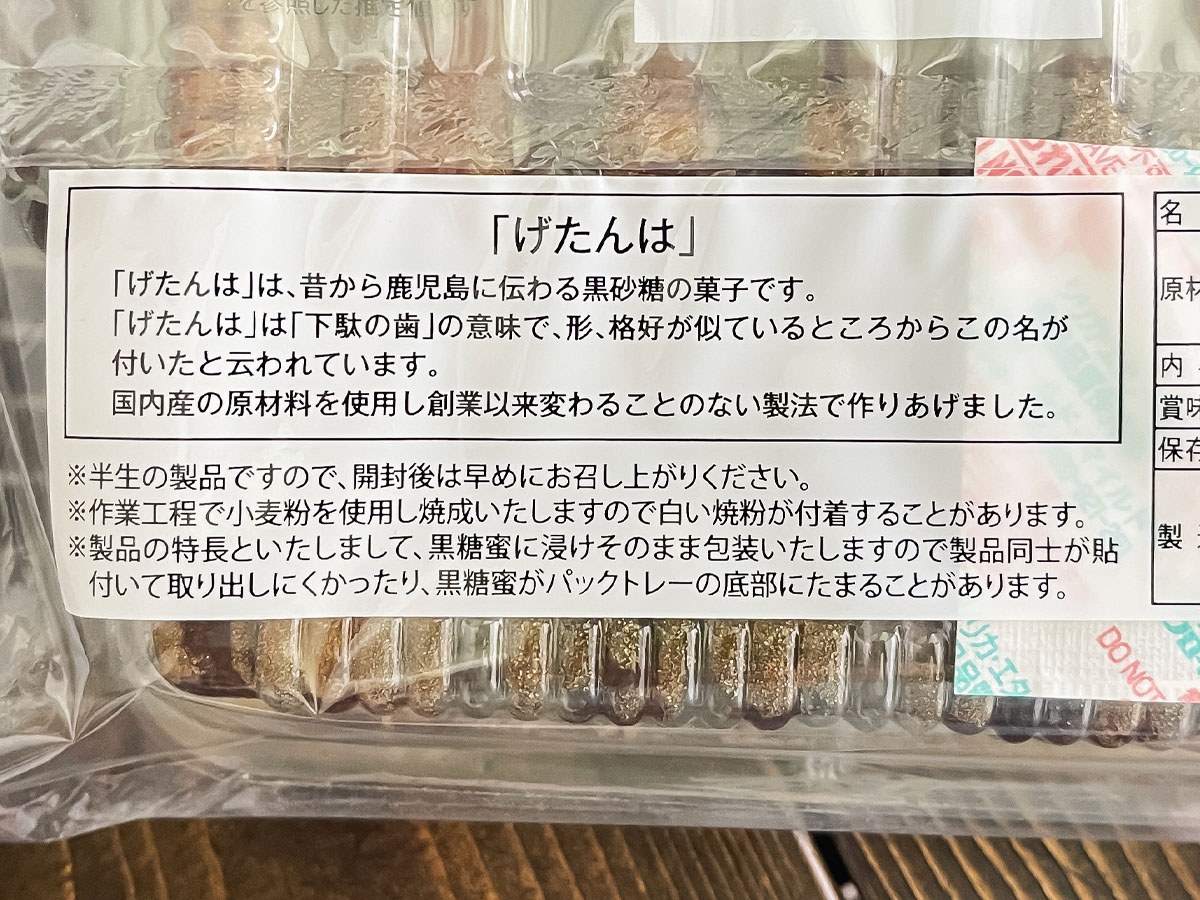 を参照した推定値です
「げたんは」
「げたんは」は、昔から鹿児島に伝わる黒砂糖の菓子です。
「げたんは」は「下駄の歯」の意味で、形、格好が似ているところからこの名が
付いたと云われています。
国内産の原材料を使用し創業以来変わることのない製法で作りあげました。
※半生の製品ですので、開封後は早めにお召し上がりください。
※作業工程で小麦粉を使用し焼成いたしますので白い焼粉が付着することがあります。
※製品の特長といたしまして、黒糖蜜に浸けそのまま包装いたしますので製品同士が貼
付いて取り出しにくかったり、黒糖蜜がパックトレーの底部にたまることがあります。
名
原材
内
賞味
保存
製
DO NOT